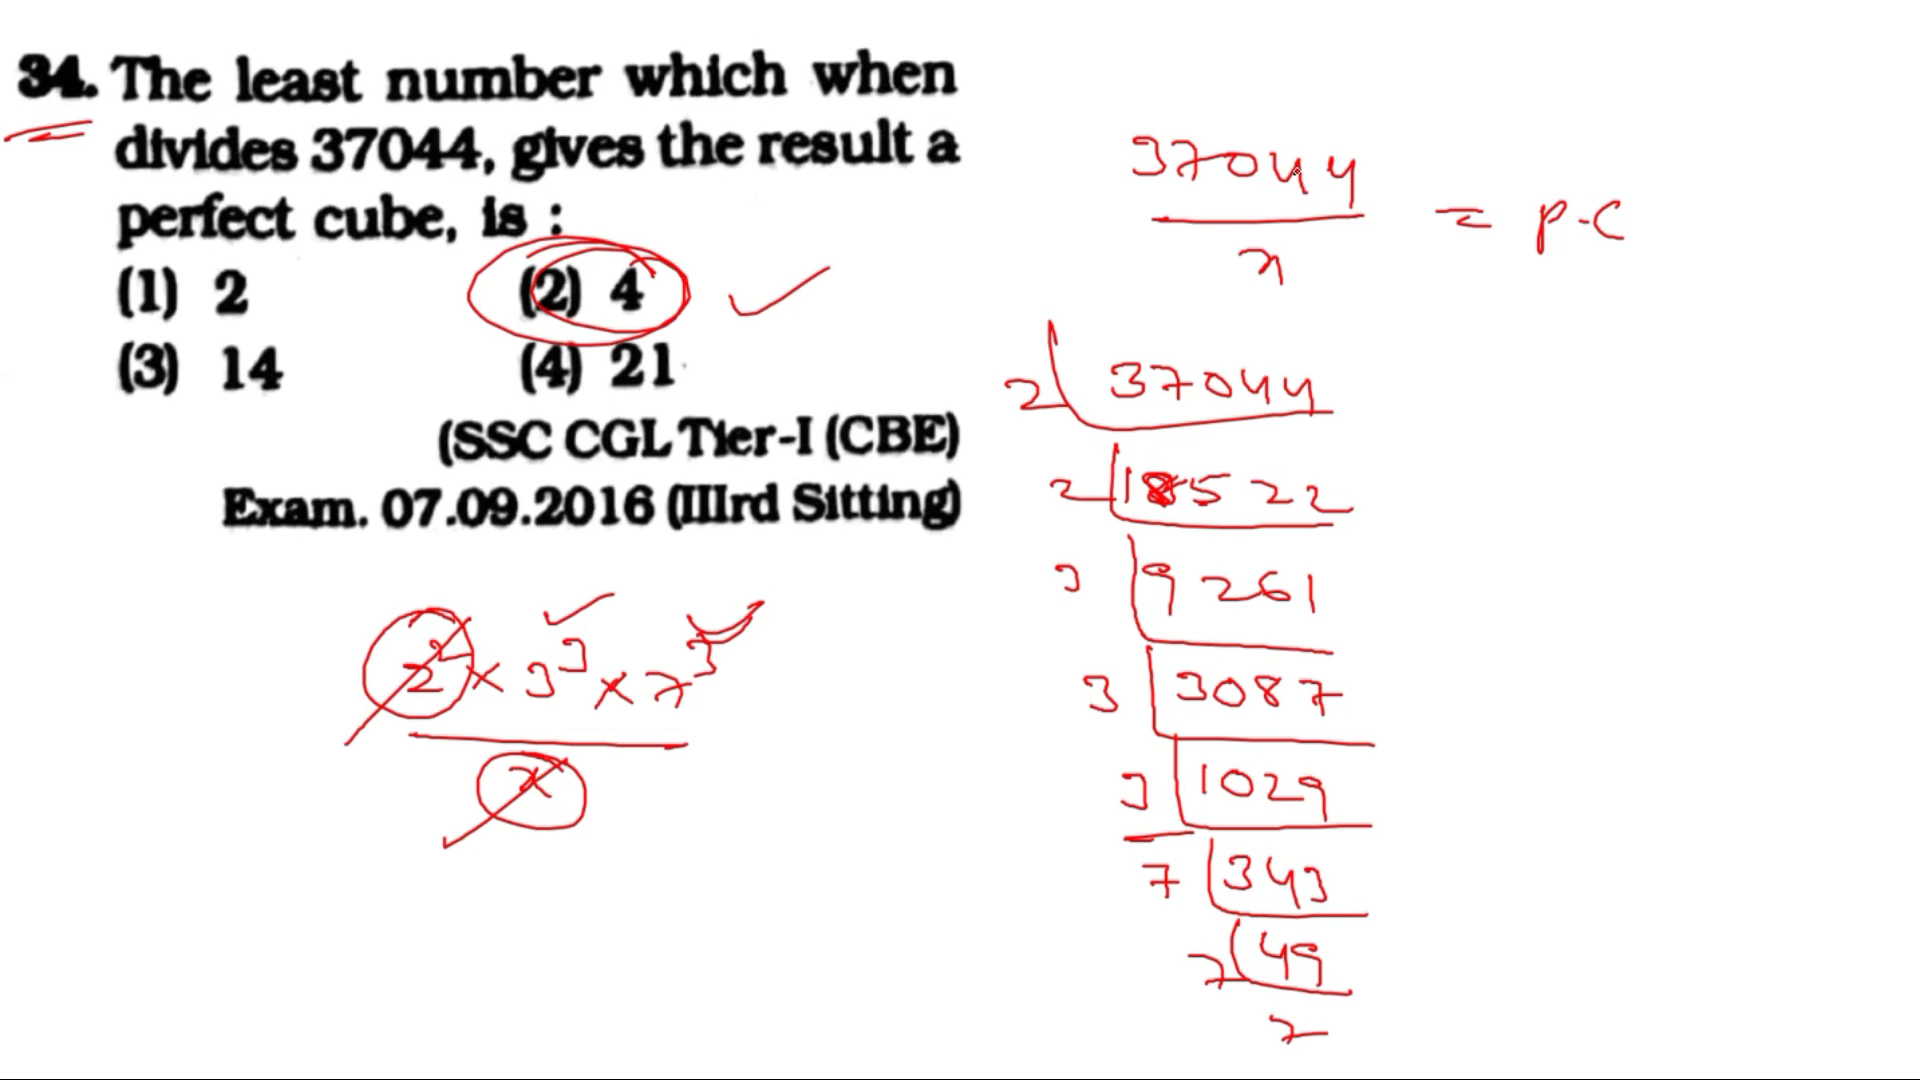 34. The least number which when
divides 37044, gives the result a
perfect cube, is :
(1) 2 (2) 4
(3) 14 (4) 21
(SSC CGL Tier-I (CBE)
Exam. 07.09.2016 (IIIrd Sitting)
2² × 3³ × 7³
x
37044
x
= P.C
2 37044
2 18522
3 9261
3 3087
3 1029
7 343
7 49
7